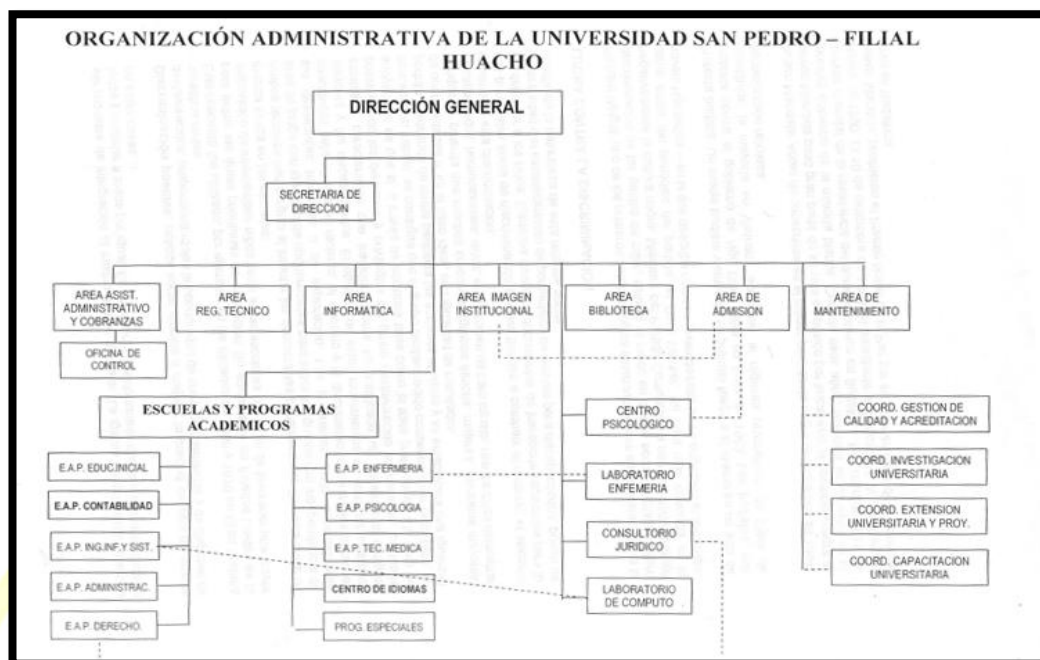 ORGANIZACIÓN ADMINISTRATIVA DE LA UNIVERSIDAD SAN PEDRO – FILIAL
HUACHO
DIRECCIÓN GENERAL
SECRETARIA DE
DIRECCION
AREA ASIST.
ADMINISTRATIVO
Y COBRANZAS
AREA
REG. TECNICO
AREA
INFORMATICA
AREA IMAGEN
INSTITUCIONAL
AREA
BIBLIOTECA
AREA DE
ADMISION
AREA DE
MANTENIMIENTO
OFICINA DE
CONTROL
ESCUELAS Y PROGRAMAS
ACADEMICOS
E.A.P. EDUC.INICIAL
E.A.P. CONTABILIDAD
E.A.P. ING.INF.Y SIST.
E.A.P. ADMINISTRAC.
E.A.P. DERECHO.
E.A.P. ENFERMERIA
E.A.P. PSICOLOGIA
E.A.P. TEC. MEDICA
CENTRO DE IDIOMAS
PROG. ESPECIALES
CENTRO
PSICOLOGICO
LABORATORIO
ENFEMERIA
CONSULTORIO
JURIDICO
LABORATORIO
DE COMPUTO
COORD. GESTION DE
CALIDAD Y ACREDITACION
COORD. INVESTIGACION
UNIVERSITARIA
COORD. EXTENSION
UNIVERSITARIA Y PROY.
COORD. CAPACITACION
UNIVERSITARIA